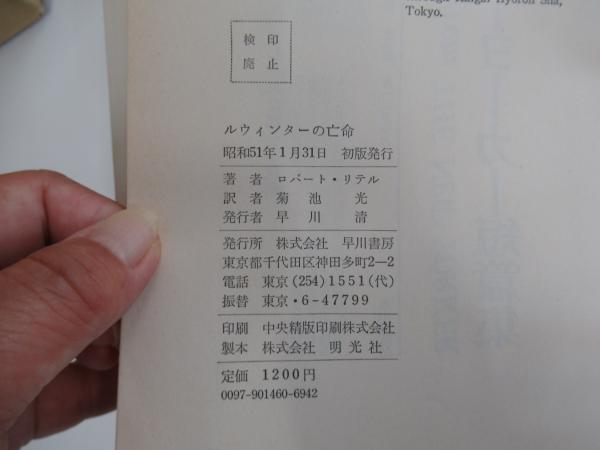 Tokyo.
検印
廃止
ルウィンターの亡命
昭和51年1月31日 初版発行
著者 ロバート・リテル
訳者 菊池光
発行者 早川清
発行所 株式会社 早川書房
東京都千代田区神田多町2―2
電話 東京(254)1551(代)
振替 東京・6-47799
印刷 中央精版印刷株式会社
製本 株式会社 明光社
定価 1200円
0097-901460-6942